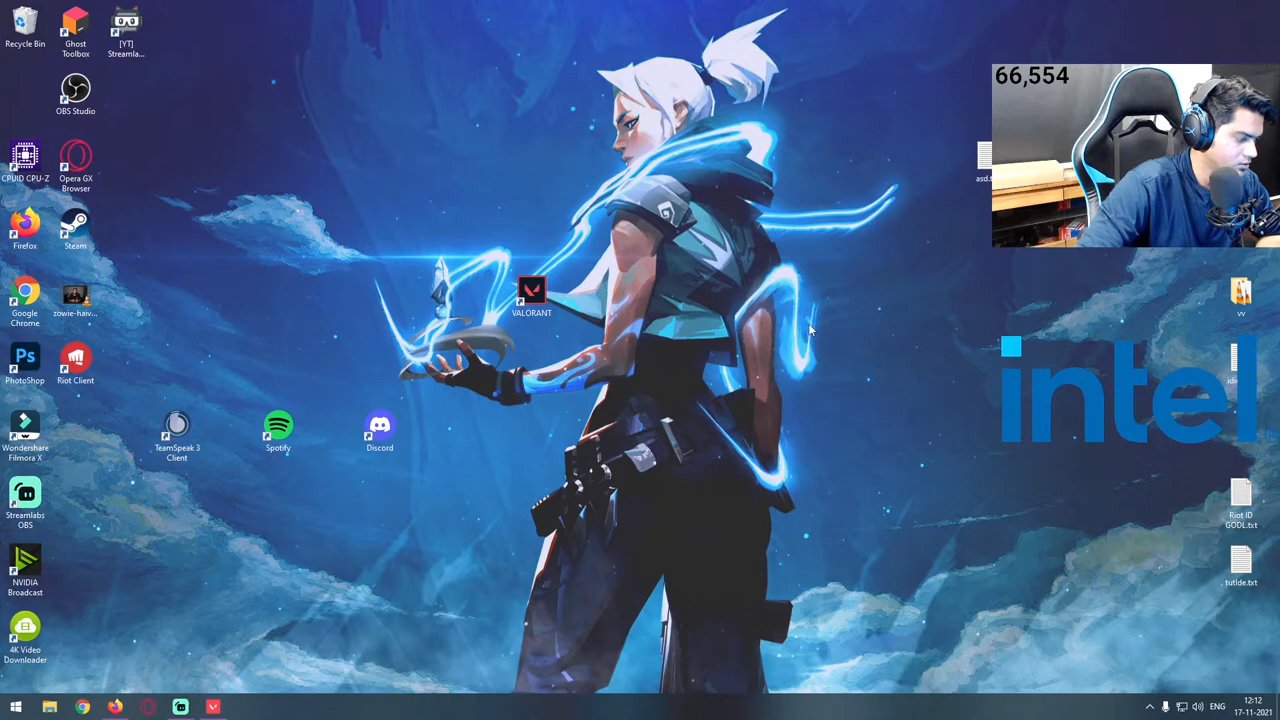 Recycle Bin
Ghost
Toolbox
[YT]
Streamla...
66,554
OBS Studio
CPUID CPU-Z
Opera GX
Browser
asd.t
Firefox
Steam
Google
Chrome
zowie-haiv...
VALORANT
vv
Ps
PhotoShop
Riot Client
intel
Wondershare
Filmora X
TeamSpeak 3
Client
Spotify
Discord
Streamlabs
OBS
Riot ID
GODL.txt
NVIDIA
Broadcast
tutlde.txt
4K Video
Downloader
ENG
12:12
17-11-2021